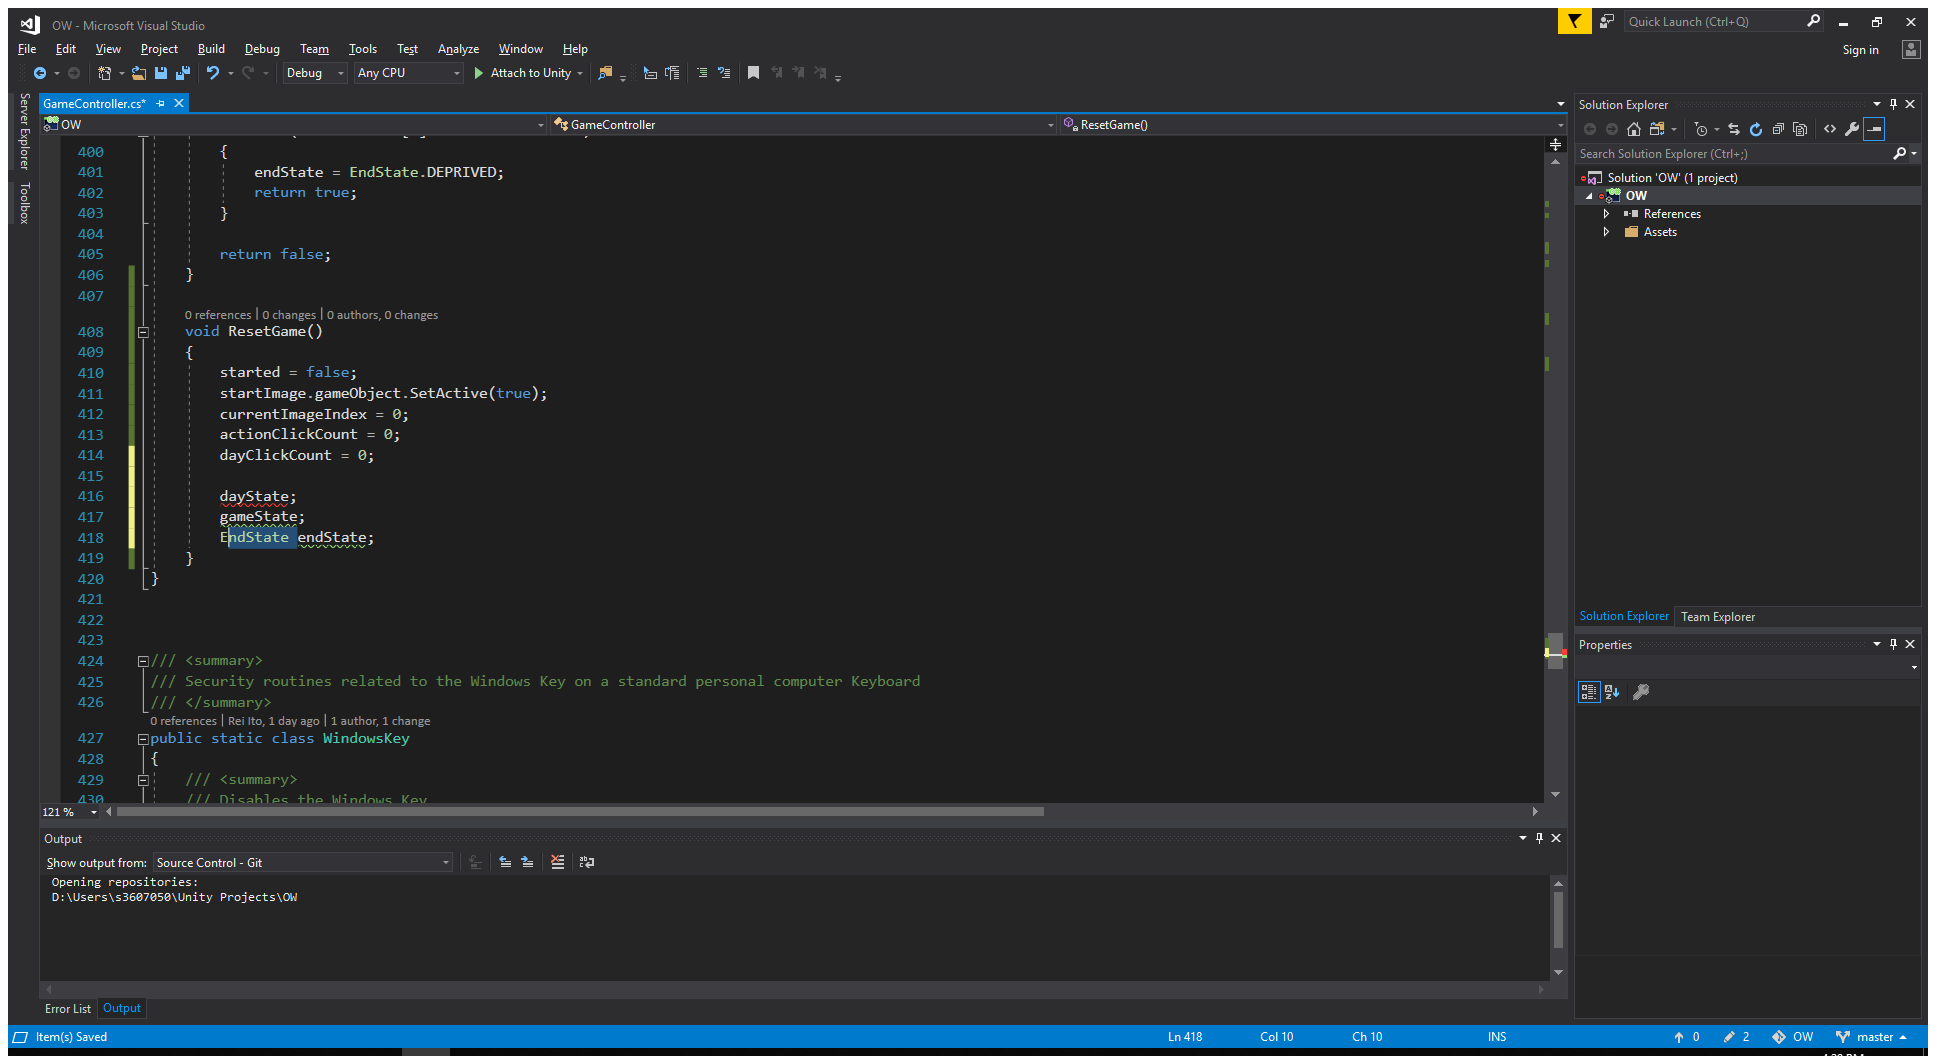 OW - Microsoft Visual Studio
Quick Launch (Ctrl+Q)
File Edit View Project Build Debug Team Tools Test Analyze Window Help
Sign in
Debug Any CPU Attach to Unity
Server Explorer
Toolbox
GameController.cs*
OW GameController ResetGame()
400 {
401 endState = EndState.DEPRIVED;
402 return true;
403 }
404
405 return false;
406 }
407
0 references | 0 changes | 0 authors, 0 changes
408 void ResetGame()
409 {
410 started = false;
411 startImage.gameObject.SetActive(true);
412 currentImageIndex = 0;
413 actionClickCount = 0;
414 dayClickCount = 0;
415
416 dayState;
417 gameState;
418 EndState endState;
419 }
420 }
421
422
423
424 /// <summary>
425 /// Security routines related to the Windows Key on a standard personal computer Keyboard
426 /// </summary>
0 references | Rei Ito, 1 day ago | 1 author, 1 change
427 public static class WindowsKey
428 {
429 /// <summary>
430 /// Disables the Windows Key
121 %
Output
Show output from: Source Control - Git
Opening repositories:
D:\Users\s3607050\Unity Projects\OW
Error List Output
Solution Explorer
Search Solution Explorer (Ctrl+;)
Solution 'OW' (1 project)
OW
References
Assets
Solution Explorer Team Explorer
Properties
Item(s) Saved Ln 418 Col 10 Ch 10 INS 0 2 OW master